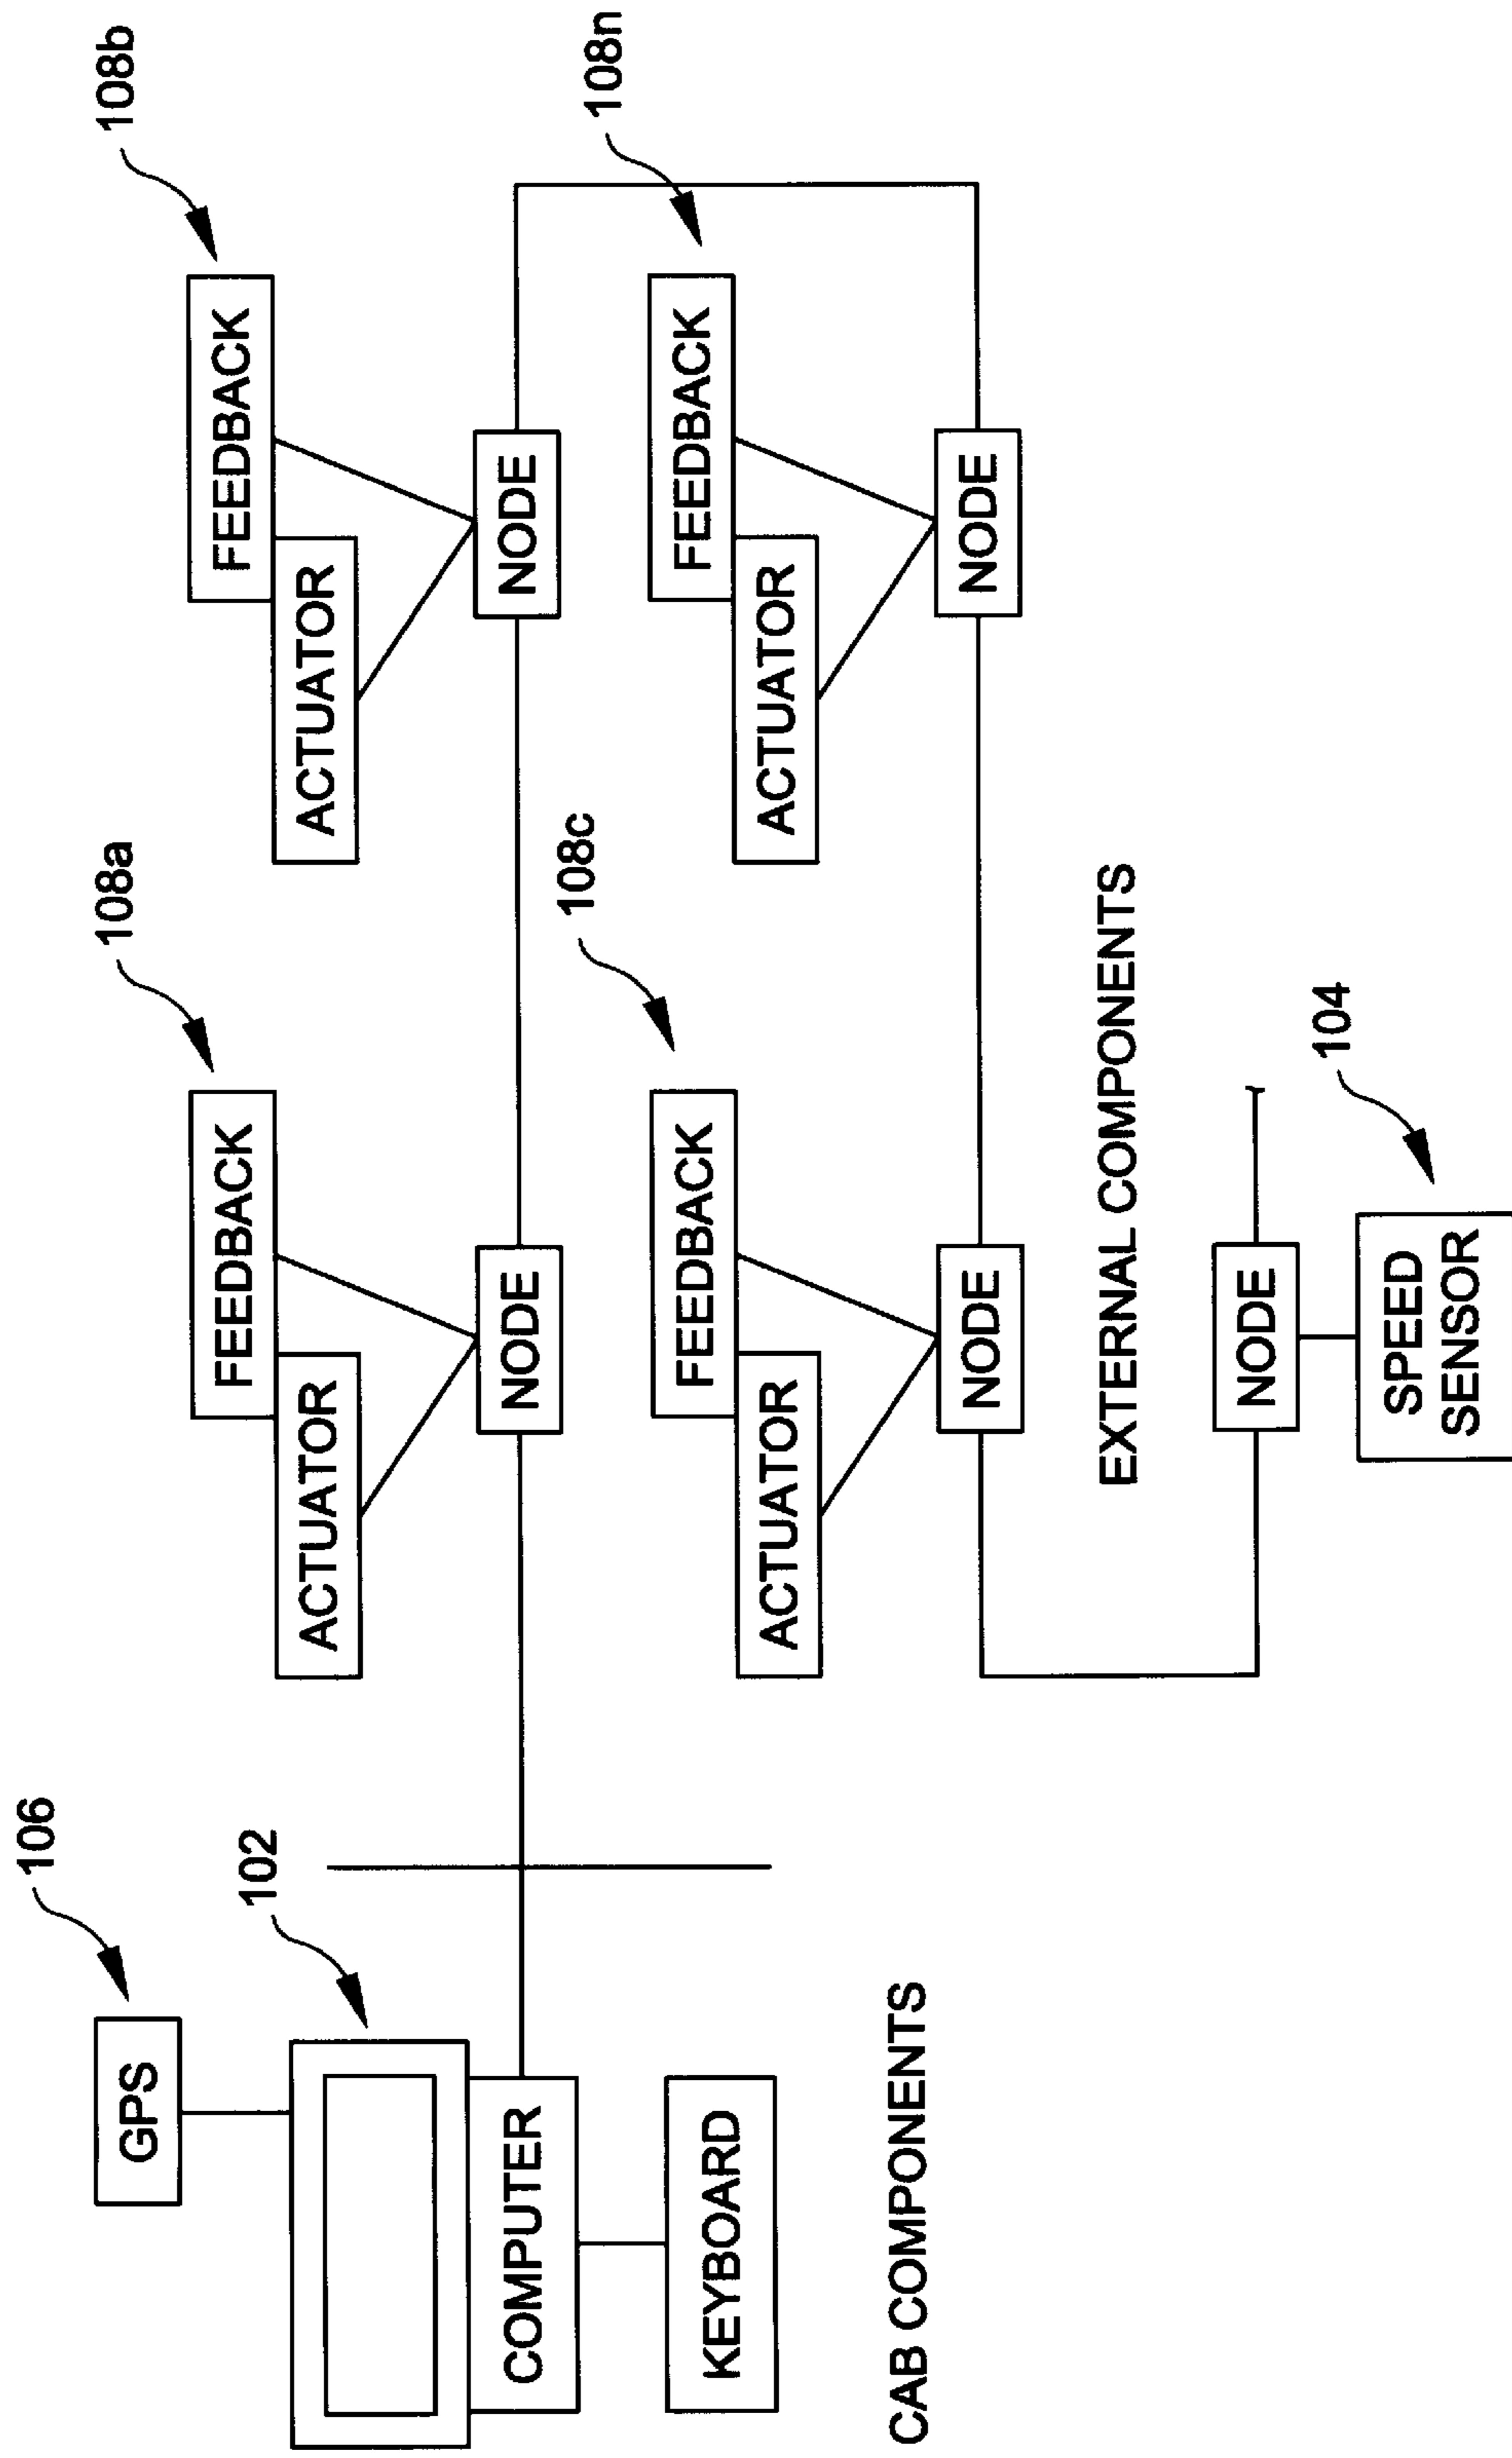 106
GPS
102
COMPUTER
KEYBOARD
CAB COMPONENTS
108a
FEEDBACK
ACTUATOR
NODE
108b
FEEDBACK
ACTUATOR
NODE
108c
FEEDBACK
ACTUATOR
NODE
108n
FEEDBACK
ACTUATOR
NODE
EXTERNAL COMPONENTS
NODE
104
SPEED
SENSOR